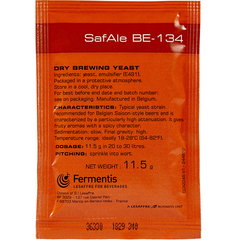 SafAle BE-134
DRY BREWING YEAST
Ingredients: yeast, emulsifier (E491).
Packaged in a protective atmosphere.
Store in a cool, dry place.
For best before end date and batch number:
see on packaging. Manufactured in Belgium.
CHARACTERISTICS: Typical yeast strain
recommended for Belgian Saison-style beers and is
characterized by a particularly high attenuation. It gives
fruity aromas with a spicy character.
Sedimentation: slow. Final gravity: high.
Temperature range: ideally 18-28°C (64-82°F).
DOSAGE: 11.5 g in 20 to 30 litres.
PITCHING: sprinkle into wort.
NET WEIGHT: 11.5 g
Fermentis
LESAFFRE FOR BEVERAGES